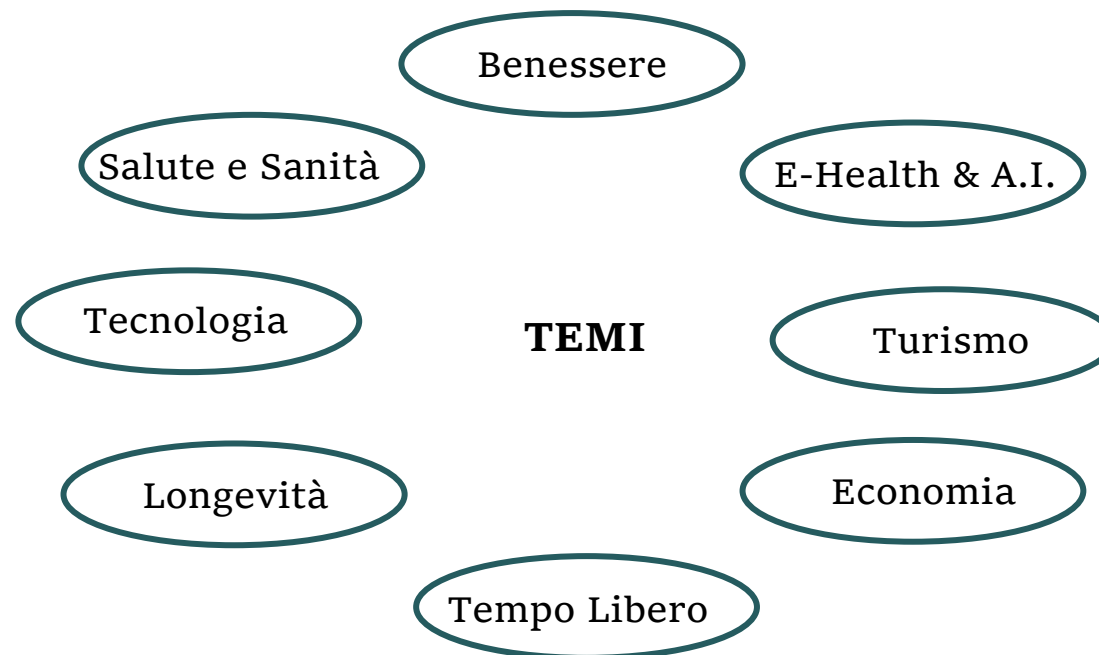 Benessere
Salute e Sanità
E-Health & A.I.
Tecnologia
TEMI
Turismo
Longevità
Economia
Tempo Libero